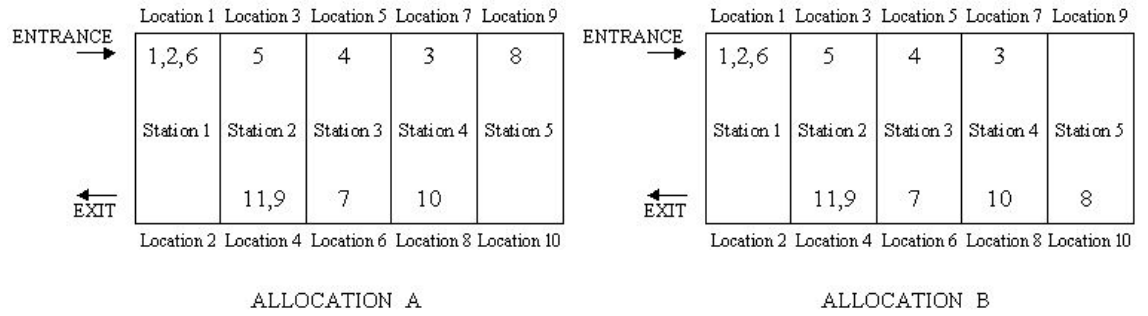 Location 1 Location 3 Location 5 Location 7 Location 9
ENTRANCE
1,2,6 5 4 3 8
Station 1 Station 2 Station 3 Station 4 Station 5
11,9 7 10
EXIT
Location 2 Location 4 Location 6 Location 8 Location 10
ALLOCATION A
Location 1 Location 3 Location 5 Location 7 Location 9
ENTRANCE
1,2,6 5 4 3
Station 1 Station 2 Station 3 Station 4 Station 5
11,9 7 10 8
EXIT
Location 2 Location 4 Location 6 Location 8 Location 10
ALLOCATION B